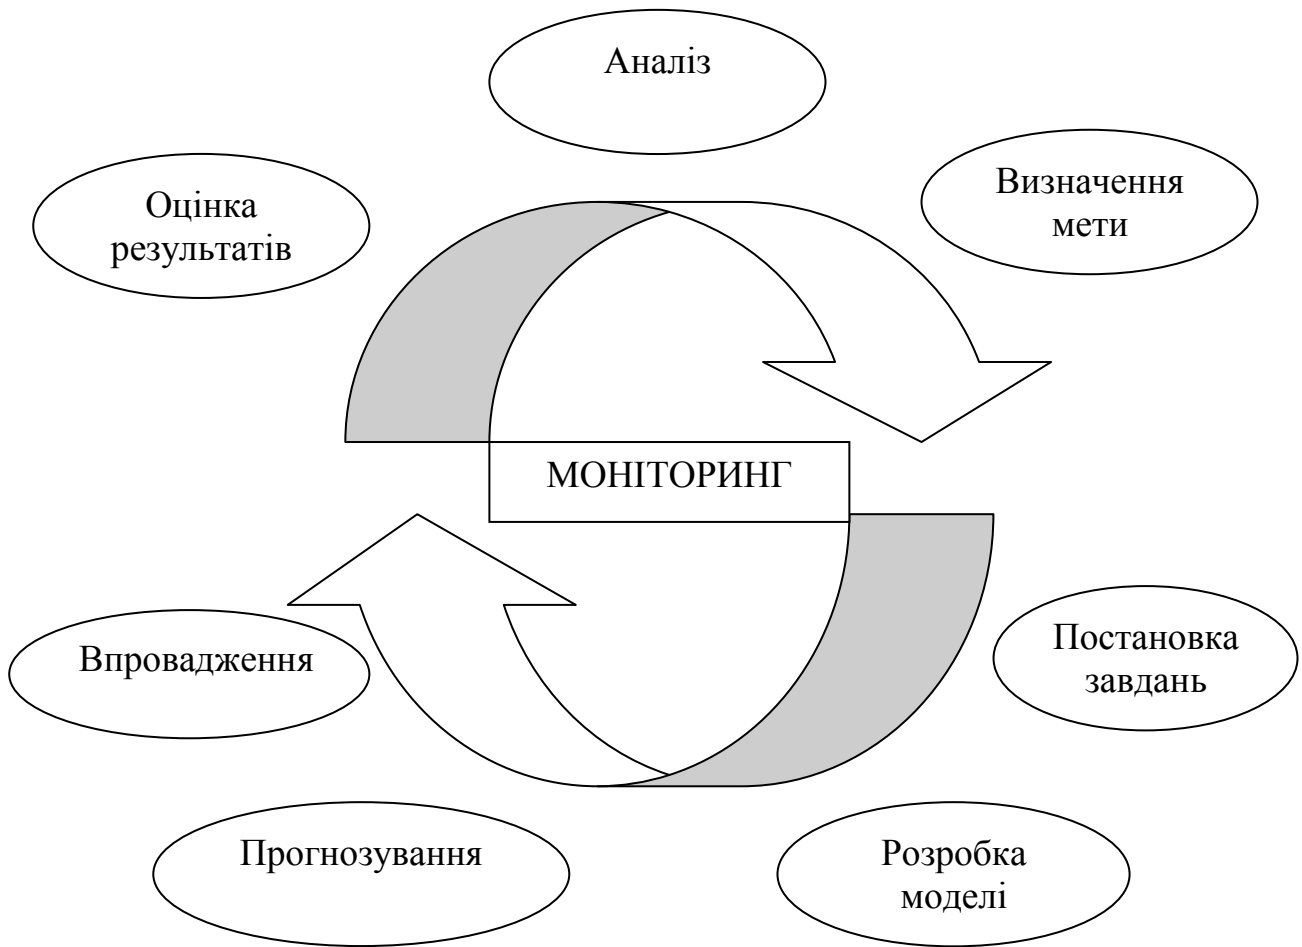 Аналіз
Визначення
мети
Оцінка
результатів
МОНІТОРИНГ
Постановка
завдань
Впровадження
Прогнозування
Розробка
моделі